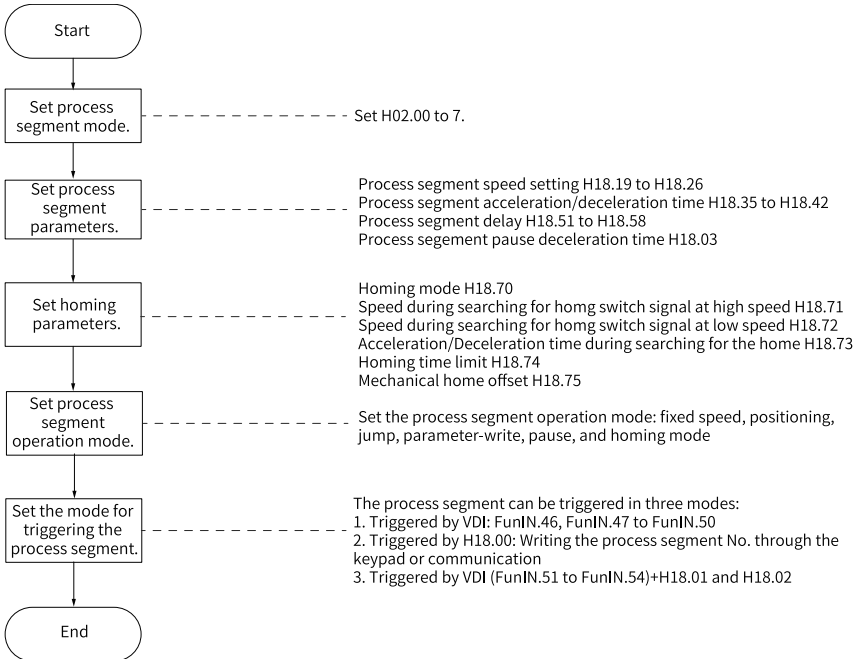 Start
Set process
segment mode.
Set H02.00 to 7.
Set process
segment
parameters.
Process segment speed setting H18.19 to H18.26
Process segment acceleration/deceleration time H18.35 to H18.42
Process segment delay H18.51 to H18.58
Process segement pause deceleration time H18.03
Set homing
parameters.
Homing mode H18.70
Speed during searching for homg switch signal at high speed H18.71
Speed during searching for homg switch signal at low speed H18.72
Acceleration/Deceleration time during searching for the home H18.73
Homing time limit H18.74
Mechanical home offset H18.75
Set process
segment
operation mode.
Set the process segment operation mode: fixed speed, positioning,
jump, parameter-write, pause, and homing mode
Set the mode for
triggering the
process segment.
The process segment can be triggered in three modes:
1. Triggered by VDI: FunIN.46, FunIN.47 to FunIN.50
2. Triggered by H18.00: Writing the process segment No. through the
keypad or communication
3. Triggered by VDI (FunIN.51 to FunIN.54)+H18.01 and H18.02
End